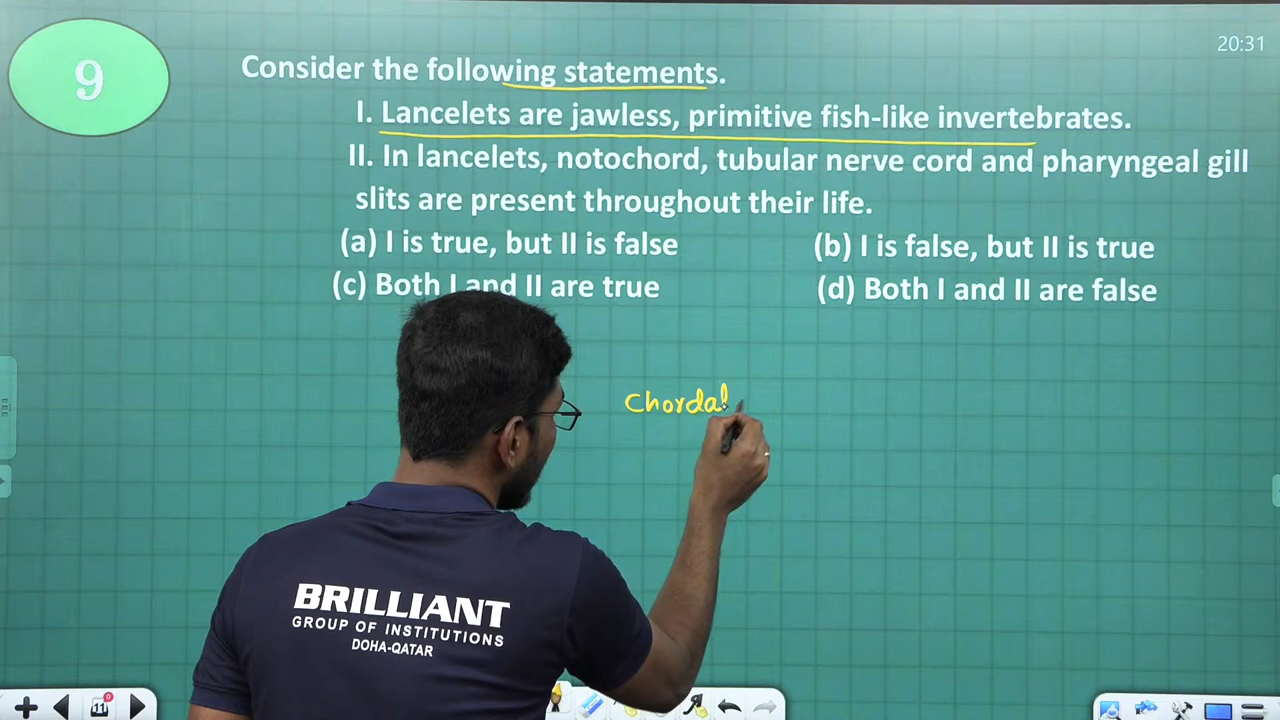 9
20:31
Consider the following statements.
I. Lancelets are jawless, primitive fish-like invertebrates.
II. In lancelets, notochord, tubular nerve cord and pharyngeal gill
slits are present throughout their life.
(a) I is true, but II is false
(b) I is false, but II is true
(c) Both I and II are true
(d) Both I and II are false
Chordal
BRILLIANT
GROUP OF INSTITUTIONS
DOHA-QATAR
11
0